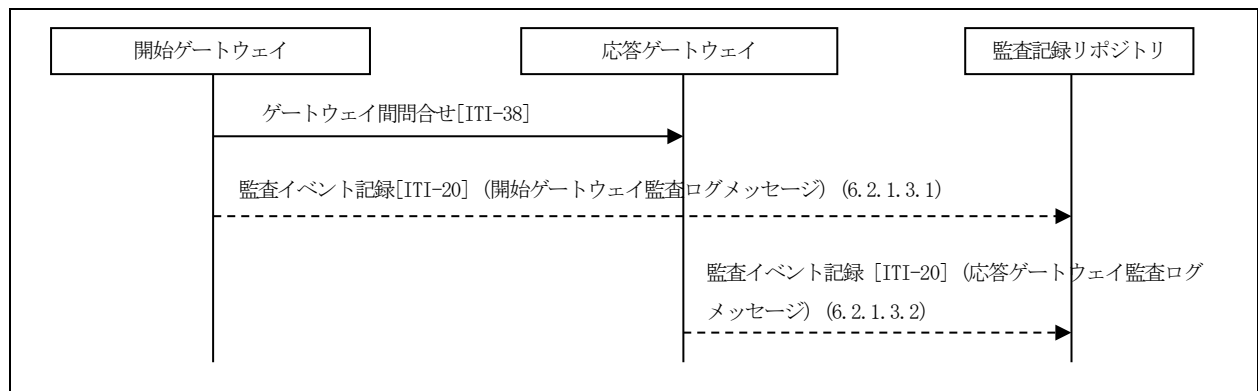 開始ゲートウェイ
応答ゲートウェイ
監査記録リポジトリ
ゲートウェイ間問合せ[ITI-38]
監査イベント記録[ITI-20] (開始ゲートウェイ監査ログメッセージ) (6.2.1.3.1)
監査イベント記録 [ITI-20] (応答ゲートウェイ監査ログ
メッセージ) (6.2.1.3.2)